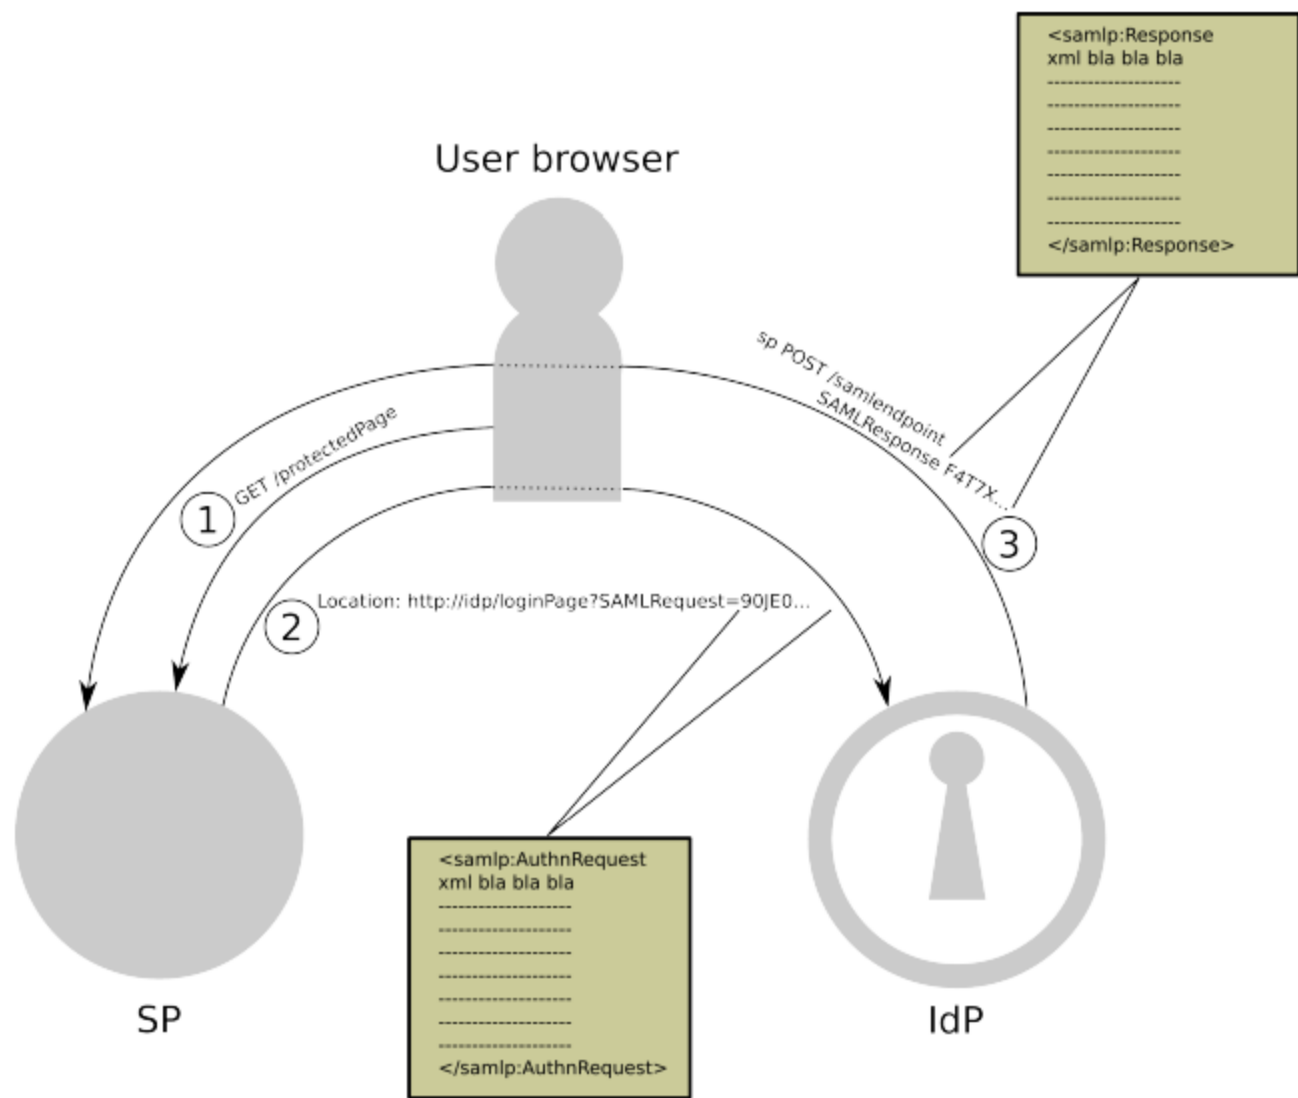 <samlp:Response
xml bla bla bla
--------------------
--------------------
--------------------
--------------------
--------------------
--------------------
--------------------
</samlp:Response>
User browser
sp POST /samlendpoint
SAMLResponse F4T7X...
GET /protectedPage
1
3
Location: http://idp/loginPage?SAMLRequest=90JE0...
2
<samlp:AuthnRequest
xml bla bla bla
--------------------
--------------------
--------------------
--------------------
--------------------
--------------------
--------------------
</samlp:AuthnRequest>
SP
IdP